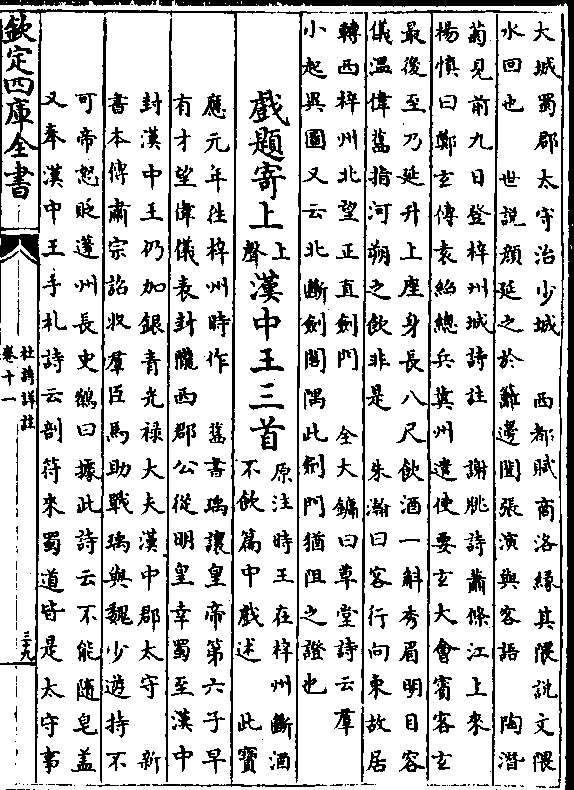 大城蜀郡太守治少城　西都賦商洛緣其隈說文隈
水回也　世說顔延之於籬邊聞張演與客語　陶潛
菊見前九日登梓州城詩註　謝朓詩蕭條江上來
楊慎曰鄭玄傳袁紹總兵冀州遣使要玄大會賓客玄
最後至乃延升上座身長八尺飲酒一斛秀眉明目容
儀溫偉舊指河朔之飲非是　朱瀚曰客行向東故居
轉西梓州北望正直劍門　全大鏞曰草堂詩云羣
小起異圖又云北斷劍閣隅此劍門猶阻之證也
戲題寄上上聲漢中王三首原注時王在梓州斷酒不飲篇中戲述　此寶
應元年往梓州時作　舊書瑀讓皇帝第六子早
有才望偉儀表封隴西郡公從明皇幸蜀至漢中
封漢中王仍加銀青光祿大夫漢中郡太守　新
書本傳肅宗詔收羣臣馬助戰瑀與魏少遊持不
可帝怒貶蓬州長史鶴曰據此詩云不能隨皂蓋
又奉漢中王手札詩云剖符來蜀道皆是太守事
欽定四庫全書
杜詩詳註
卷十一
三九